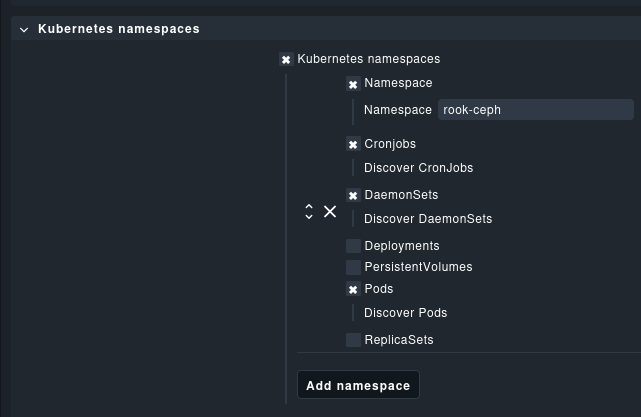 Kubernetes namespaces
Kubernetes namespaces
Namespace
Namespace rook-ceph
Cronjobs
Discover CronJobs
DaemonSets
Discover DaemonSets
Deployments
PersistentVolumes
Pods
Discover Pods
ReplicaSets
Add namespace